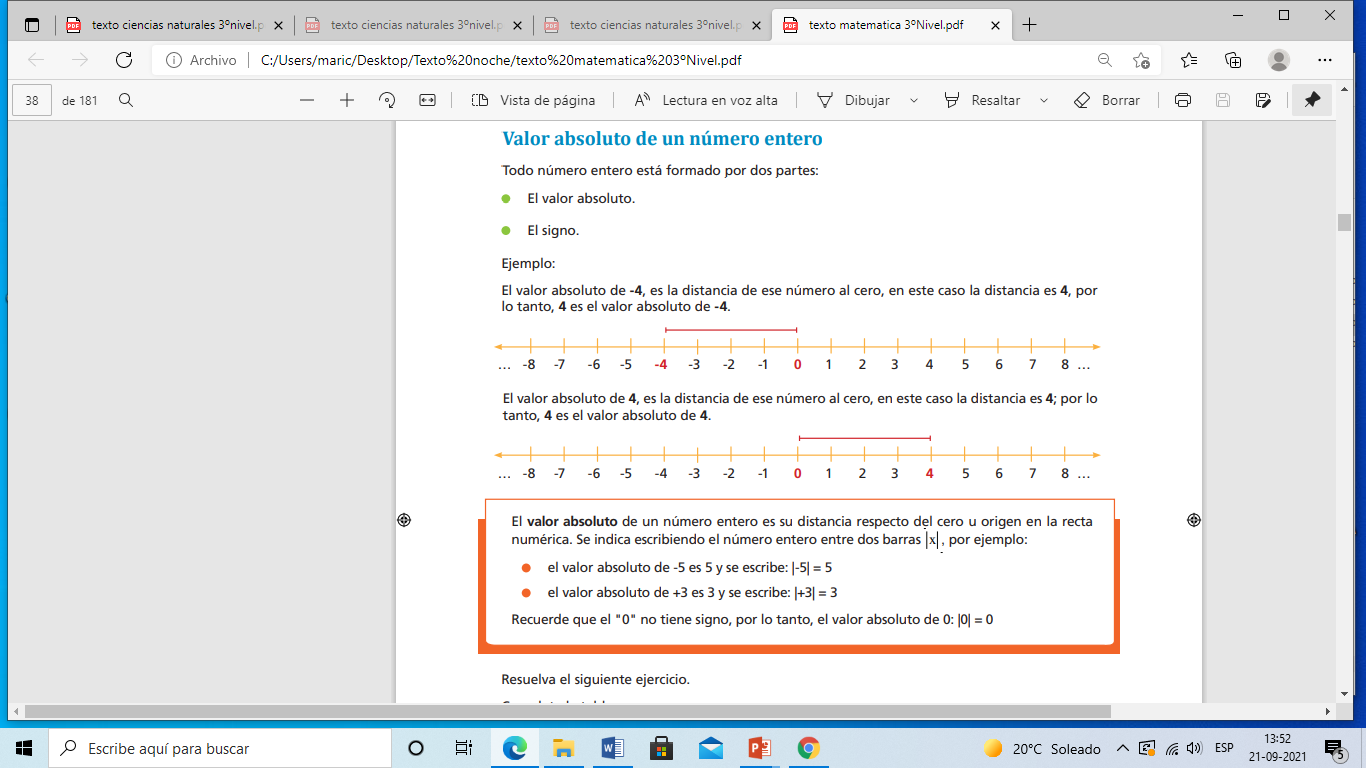 texto ciencias naturales 3ºnivel.p
texto ciencias naturales 3ºnivel.p
texto ciencias naturales 3ºnivel.p
texto matematica 3ºNivel.pdf
Archivo
C:/Users/maric/Desktop/Texto%20noche/texto%20matematica%203ºNivel.pdf
38 de 181
Vista de página
Lectura en voz alta
Dibujar
Resaltar
Borrar
Valor absoluto de un número entero
Todo número entero está formado por dos partes:
El valor absoluto.
El signo.
Ejemplo:
El valor absoluto de -4, es la distancia de ese número al cero, en este caso la distancia es 4, por
lo tanto, 4 es el valor absoluto de -4.
... -8 -7 -6 -5 -4 -3 -2 -1 0 1 2 3 4 5 6 7 8 ...
El valor absoluto de 4, es la distancia de ese número al cero, en este caso la distancia es 4; por lo
tanto, 4 es el valor absoluto de 4.
... -8 -7 -6 -5 -4 -3 -2 -1 0 1 2 3 4 5 6 7 8 ...
El valor absoluto de un número entero es su distancia respecto del cero u origen en la recta
numérica. Se indica escribiendo el número entero entre dos barras |x| , por ejemplo:
el valor absoluto de -5 es 5 y se escribe: |-5| = 5
el valor absoluto de +3 es 3 y se escribe: |+3| = 3
Recuerde que el "0" no tiene signo, por lo tanto, el valor absoluto de 0: |0| = 0
Resuelva el siguiente ejercicio.
Escribe aquí para buscar
20°C Soleado
ESP
13:52
21-09-2021
5